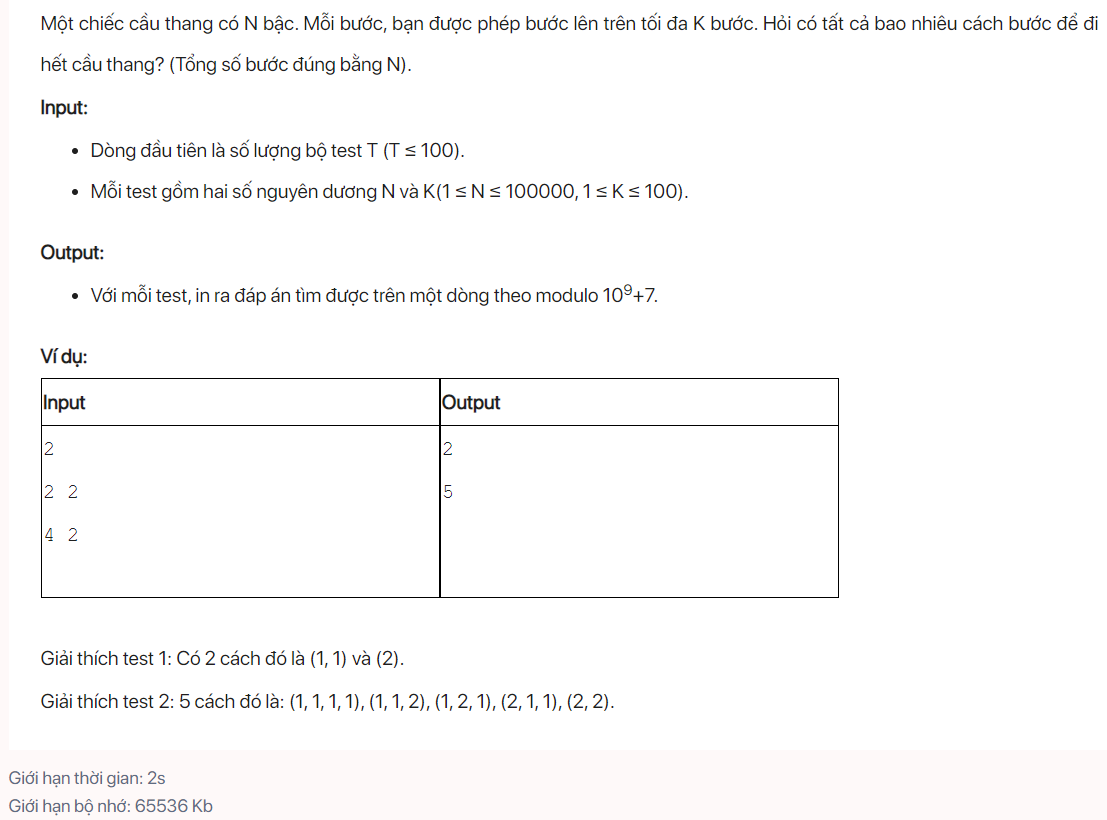 Một chiếc cầu thang có N bậc. Mỗi bước, bạn được phép bước lên trên tối đa K bước. Hỏi có tất cả bao nhiêu cách bước để đi
hết cầu thang? (Tổng số bước đúng bằng N).
Input:
• Dòng đầu tiên là số lượng bộ test T (T ≤ 100).
• Mỗi test gồm hai số nguyên dương N và K(1 ≤ N ≤ 100000, 1 ≤ K ≤ 100).
Output:
• Với mỗi test, in ra đáp án tìm được trên một dòng theo modulo 10⁹+7.
Ví dụ:
Input Output
2 2
2 2 5
4 2
Giải thích test 1: Có 2 cách đó là (1, 1) và (2).
Giải thích test 2: 5 cách đó là: (1, 1, 1, 1), (1, 1, 2), (1, 2, 1), (2, 1, 1), (2, 2).
Giới hạn thời gian: 2s
Giới hạn bộ nhớ: 65536 Kb